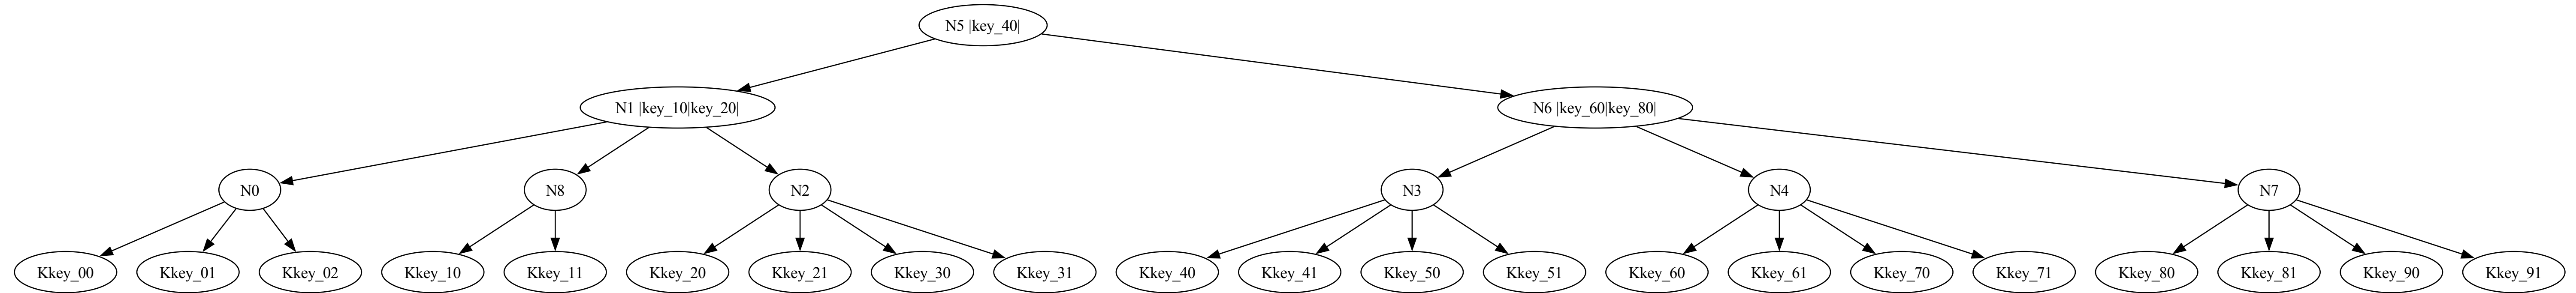 N5 |key_40|
N1 |key_10|key_20|
N6 |key_60|key_80|
N0
N8
N2
N3
N4
N7
Kkey_00
Kkey_01
Kkey_02
Kkey_10
Kkey_11
Kkey_20
Kkey_21
Kkey_30
Kkey_31
Kkey_40
Kkey_41
Kkey_50
Kkey_51
Kkey_60
Kkey_61
Kkey_70
Kkey_71
Kkey_80
Kkey_81
Kkey_90
Kkey_91